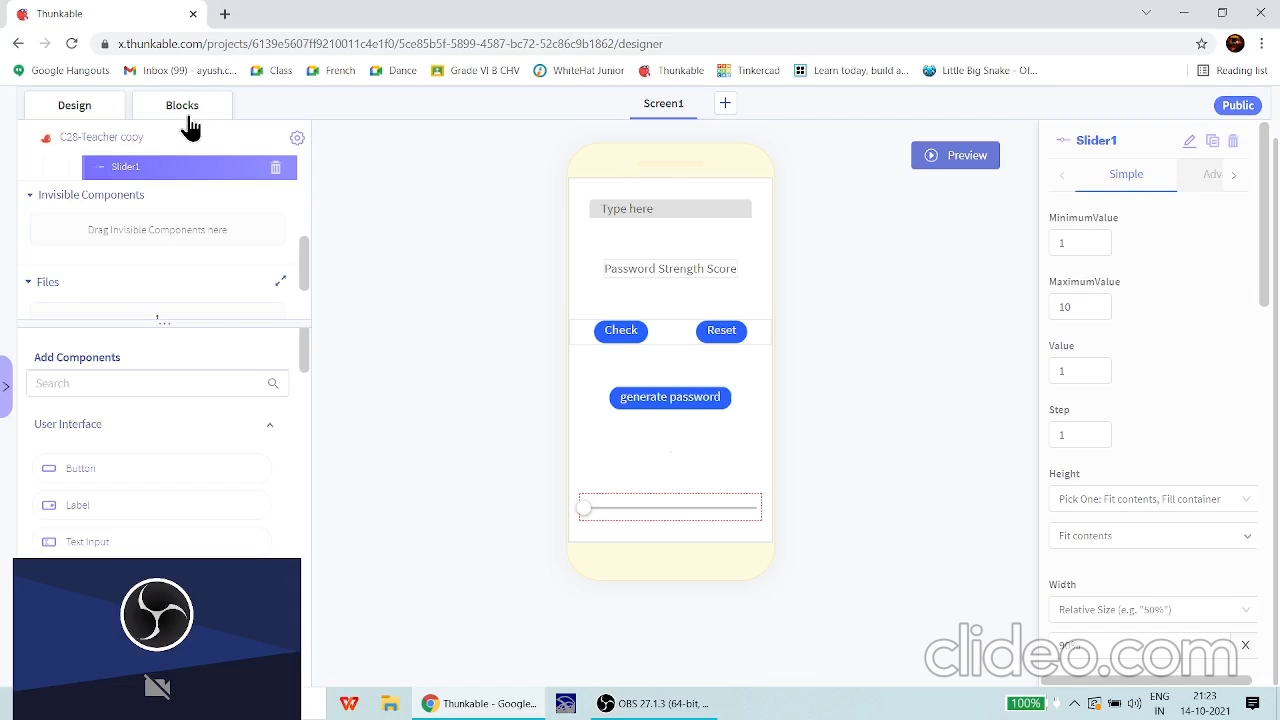 Thunkable
x.thunkable.com/projects/6139c5607ff9210011c4e1f0/5ce85b5f-5899-4587-bc73-52c86c9b1862/designer
Google Hangouts
Inbox (99) - ayush.c...
Class
French
Dance
Grade VI B CHV
WhiteHat Junior
Thunkable
Tinkercad
Learn today, build a...
Little Big Snake - Of...
Reading list
Design
Blocks
Screen1
Public
C28-Teacher copy
Slider1
Invisible Components
Drag Invisible Components here
Files
Add Components
Search
User Interface
Button
Label
Text Input
Preview
Type here
Password Strength Score
Check
Reset
generate password
Slider1
Simple
Adv
MinimumValue
1
MaximumValue
10
Value
1
Step
1
Height
Pick One: Fit contents, Fill container
Fit contents
Width
Relative Size (e.g. "50%")
90%
X
clideo.com
Thunkable - Google...
OBS 27.1.3 (64-bit, ...
100%
ENG
IN
21:23
14-10-2021